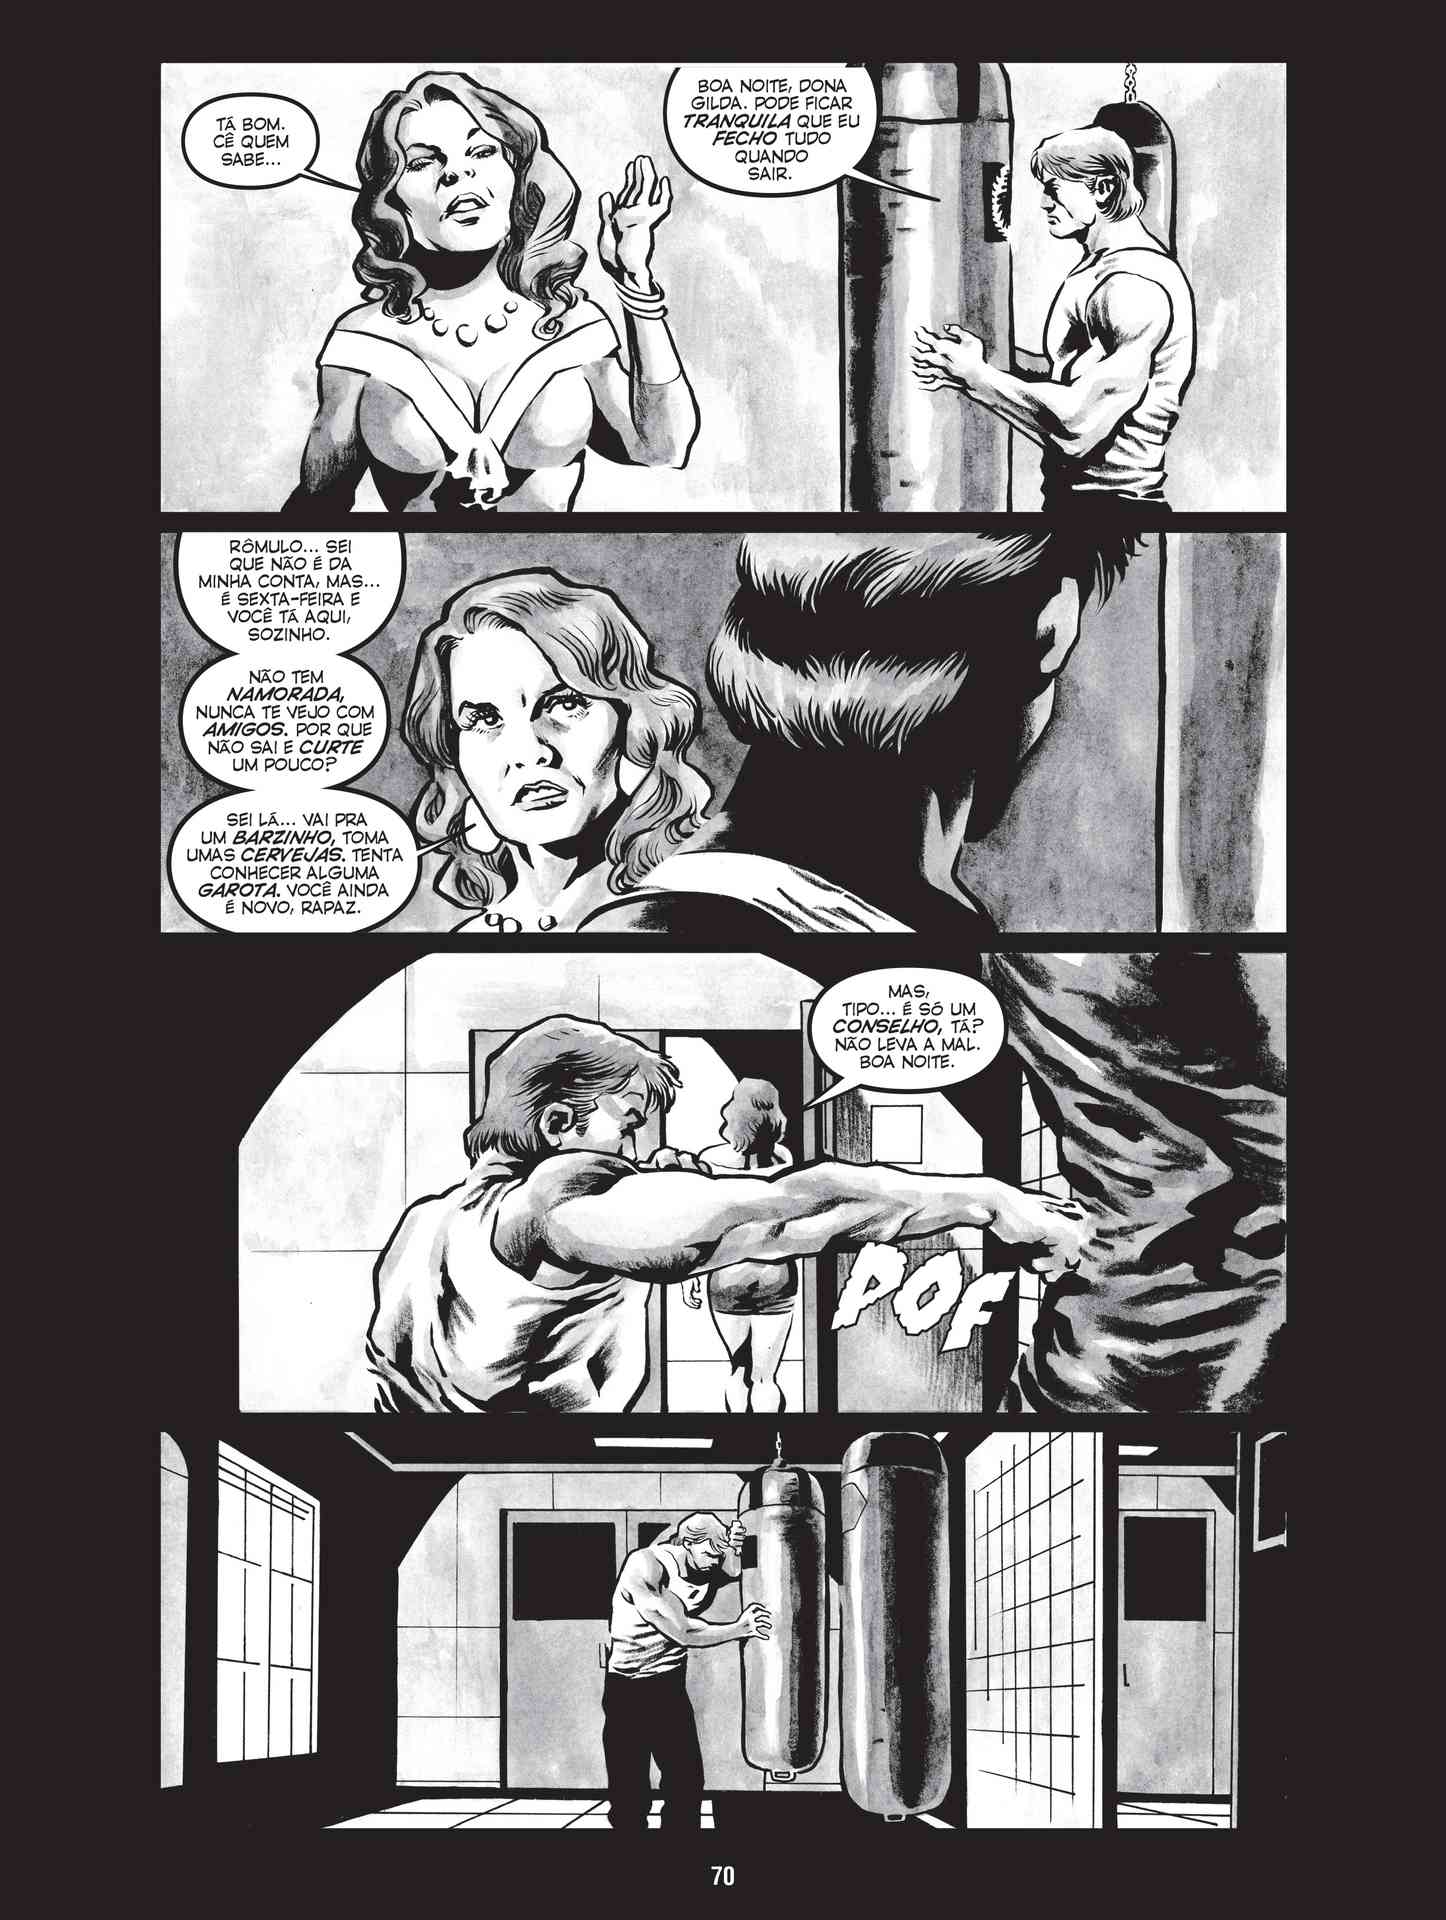 TÁ BOM.
CÊ QUEM
SABE...
BOA NOITE, DONA
GILDA. PODE FICAR
TRANQUILA QUE EU
FECHO TUDO
QUANDO
SAIR.
RÔMULO... SEI
QUE NÃO É DA
MINHA CONTA, MAS...
É SEXTA-FEIRA E
VOCÊ TÁ AQUI,
SOZINHO.
NÃO TEM
NAMORADA,
NUNCA TE VEJO COM
AMIGOS. POR QUE
NÃO SAI E CURTE
UM POUCO?
SEI LÁ... VAI PRA
UM BARZINHO, TOMA
UMAS CERVEJAS. TENTA
CONHECER ALGUMA
GAROTA. VOCÊ AINDA
É NOVO, RAPAZ.
MAS,
TIPO... É SÓ UM
CONSELHO, TÁ?
NÃO LEVA A MAL.
BOA NOITE.
POF
70